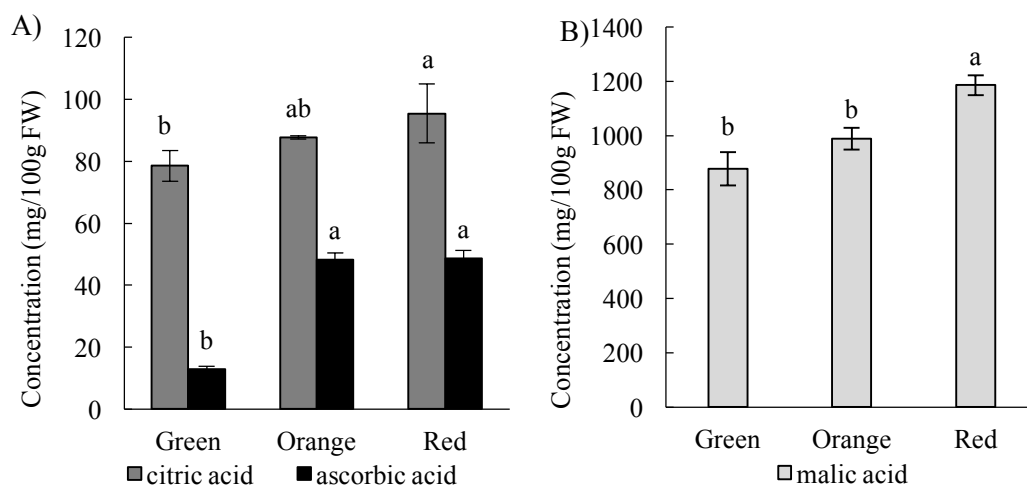 A)
Concentration (mg/100g FW)
120
100
80
60
40
20
0
b
b
ab
a
a
a
Green Orange Red
citric acid ascorbic acid
B)
Concentration (mg/100g FW)
1400
1200
1000
800
600
400
200
0
b
b
a
Green Orange Red
malic acid